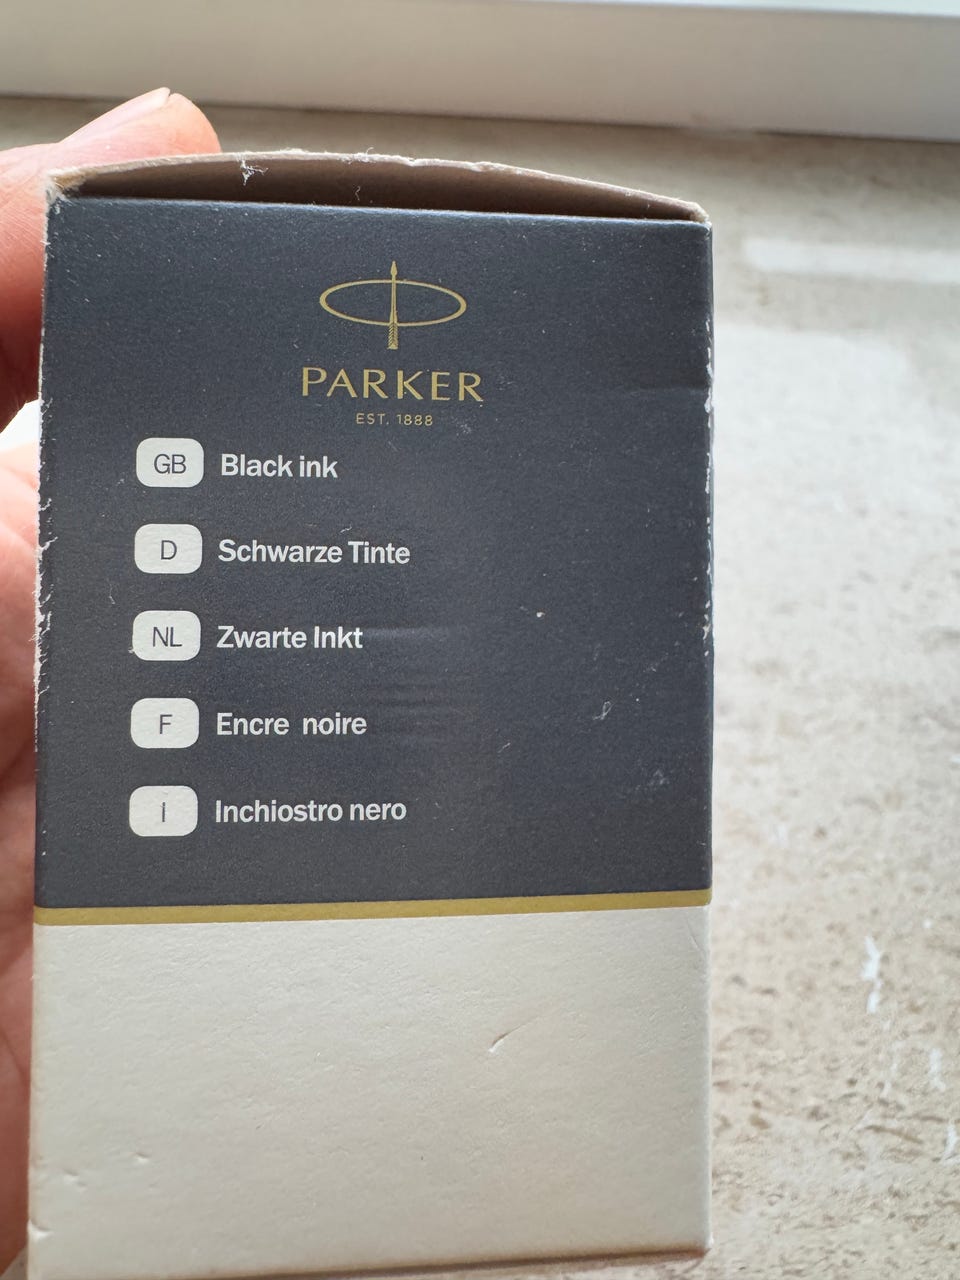 PARKER
EST. 1888
GB Black ink
D Schwarze Tinte
NL Zwarte Inkt
F Encre noire
I Inchiostro nero